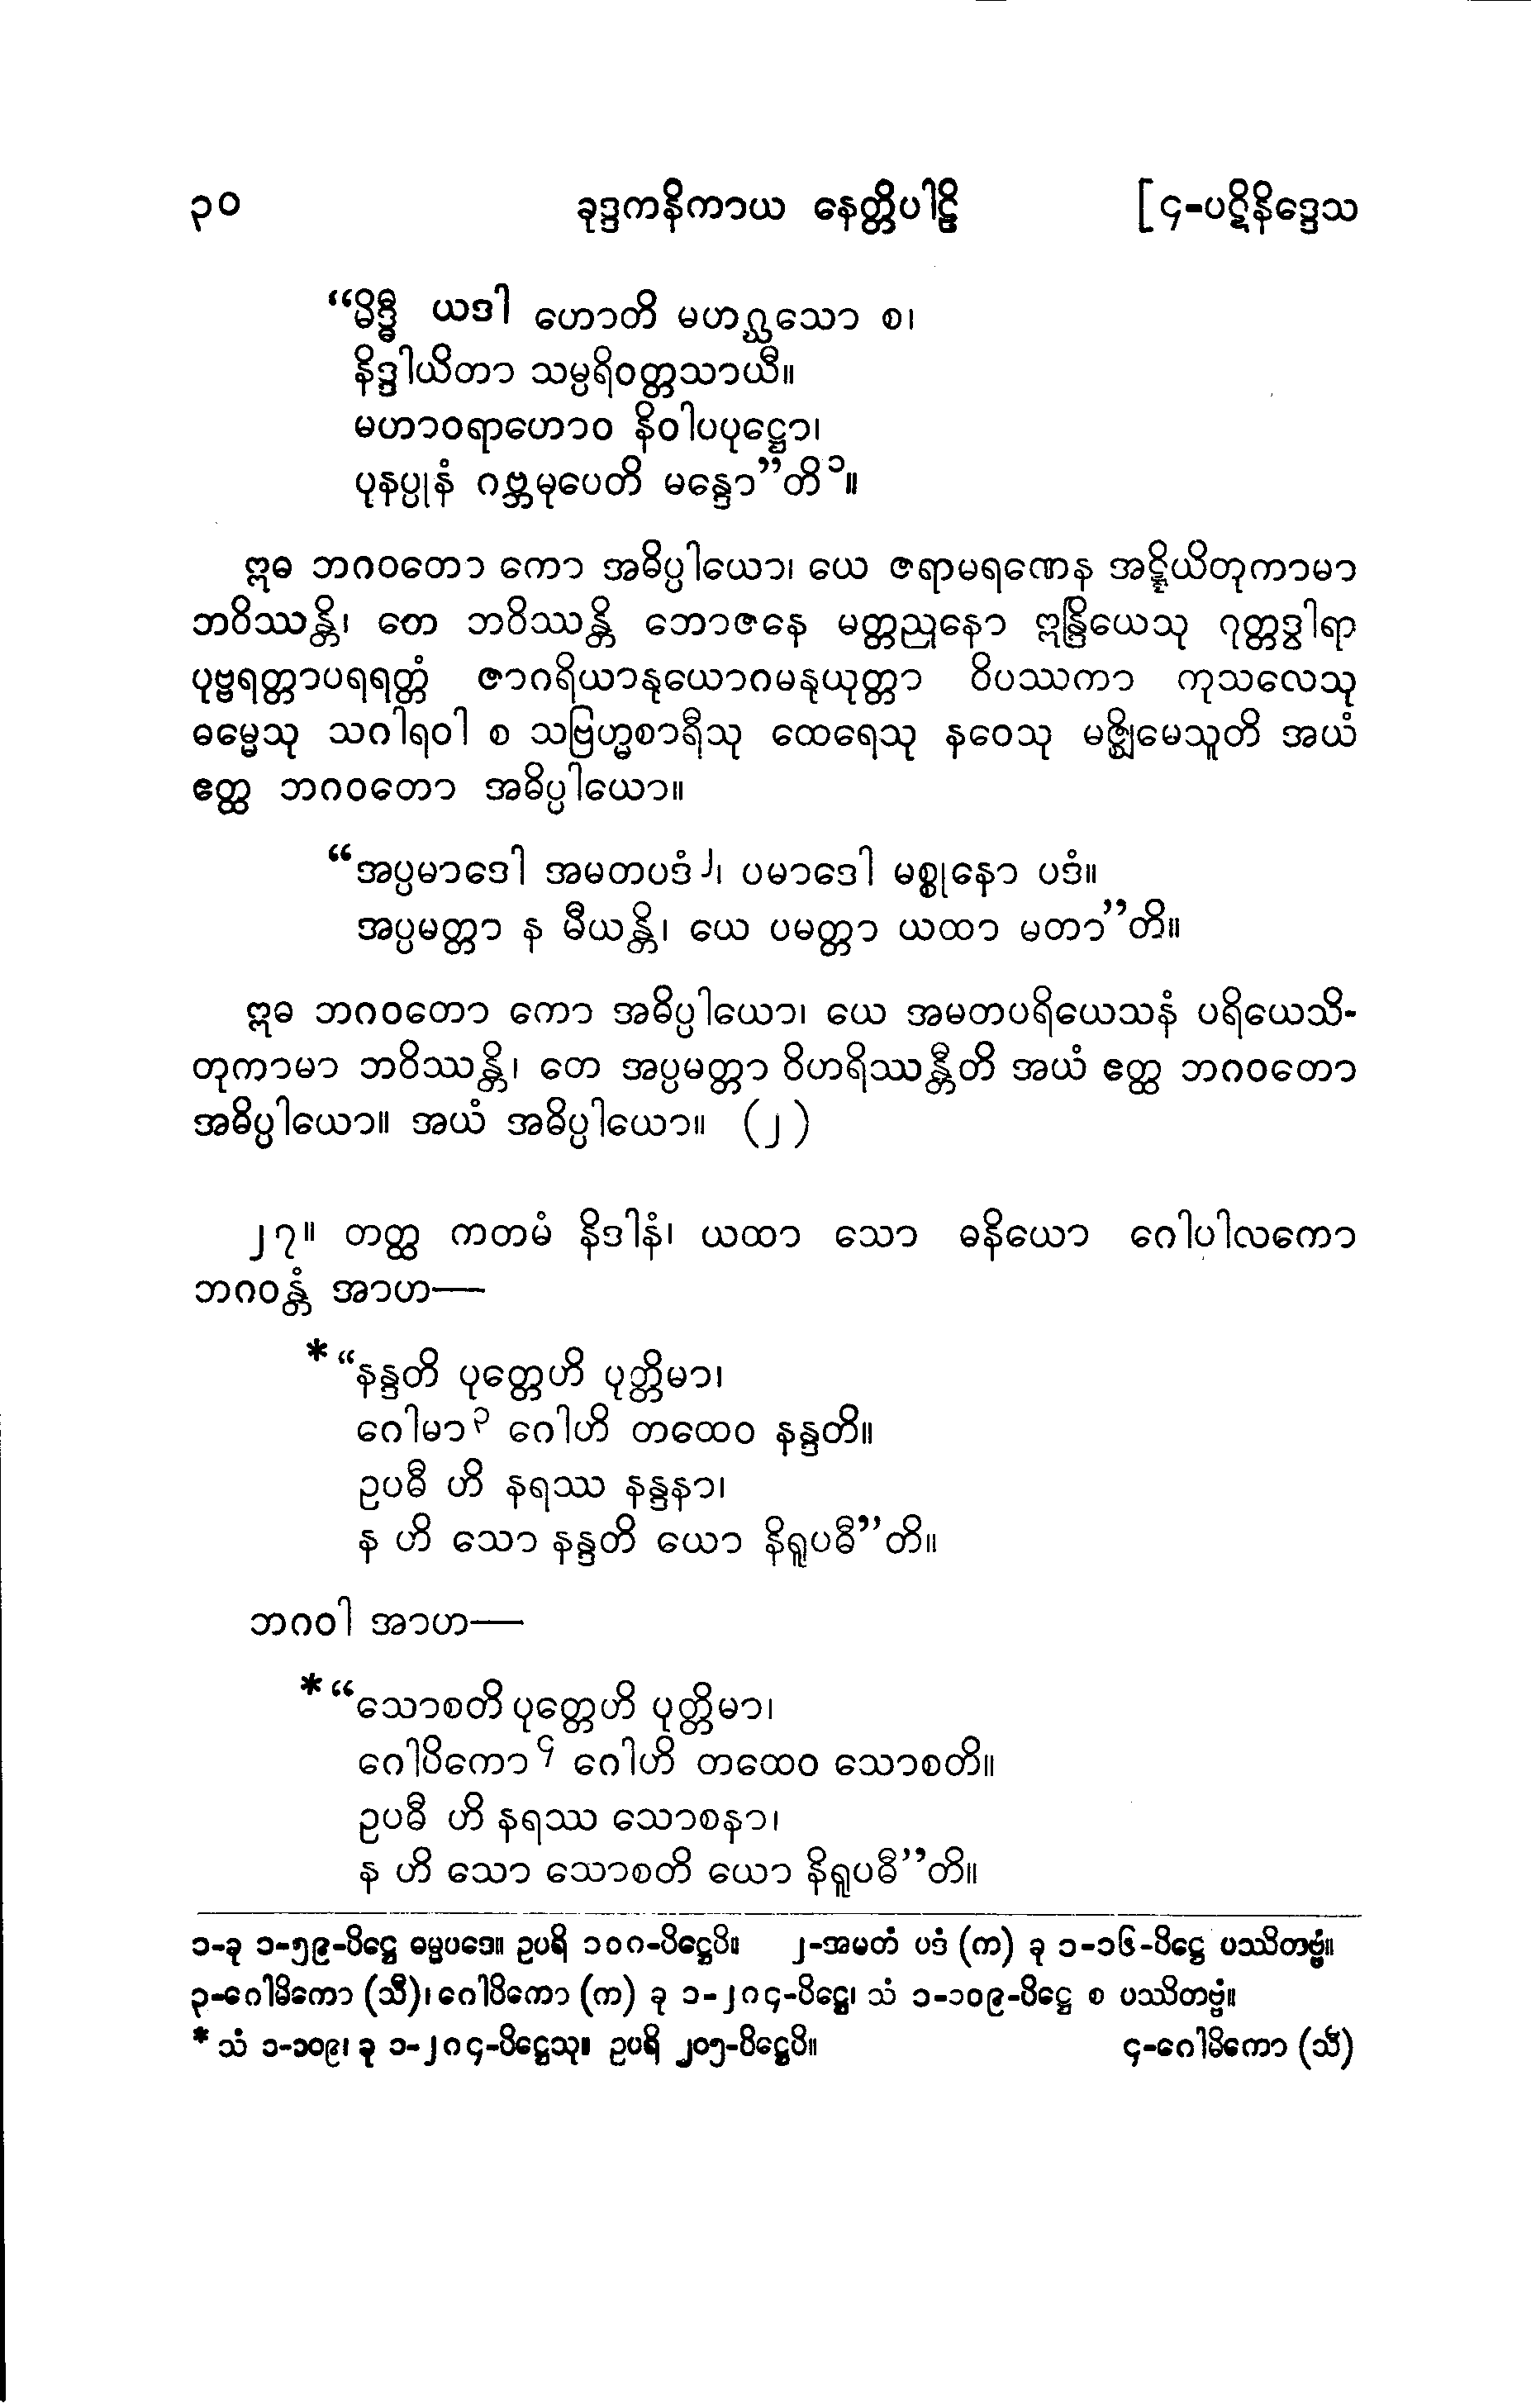 ၃၀ ခုဒ္ဒကနိကာယ နေတ္တိပါဠိ [၄-ပဋိနိဒ္ဒေသ
“မိဒ္ဓီ ယဒါ ဟောတိ မဟဂ္ဃသော စ၊
နိဒ္ဒါယိတာ သမ္ပရိဝတ္တသာယီ။
မဟာဝရာဟောဝ နိဝါပပုဋ္ဌော၊
ပုနပ္ပုနံ ဂဗ္ဘမုပေတိ မန္ဒော”တိ ၁။
ဣဓ ဘဂဝတော ကော အဓိပ္ပါယော၊ ယေ ဇရာမရဏေန အဋ္ဋိယိတုကာမာ
ဘဝိဿန္တိ၊ တေ ဘဝိဿန္တိ ဘောဇနေ မတ္တညုနော ဣန္ဒြိယေသု ဂုတ္တဒွါရာ
ပုဗ္ဗရတ္တာပရရတ္တံ ဇာဂရိယာနုယောဂမနုယုတ္တာ ဝိပဿကာ ကုသလေသု
ဓမ္မေသု သဂါရဝါ စ သဗြဟ္မစာရီသု ထေရေသု နဝေသု မဇ္ဈိမေသူတိ အယံ
ဧတ္ထ ဘဂဝတော အဓိပ္ပါယော။
“အပ္ပမာဒေါ အမတပဒံ ၂၊ ပမာဒေါ မစ္စုနော ပဒံ။
အပ္ပမတ္တာ န မီယန္တိ၊ ယေ ပမတ္တာ ယထာ မတာ”တိ။
ဣဓ ဘဂဝတော ကော အဓိပ္ပါယော၊ ယေ အမတပရိယေသနံ ပရိယေသိ-
တုကာမာ ဘဝိဿန္တိ၊ တေ အပ္ပမတ္တာ ဝိဟရိဿန္တီတိ အယံ ဧတ္ထ ဘဂဝတော
အဓိပ္ပါယော။ အယံ အဓိပ္ပါယော။ (၂)
၂၇။ တတ္ထ ကတမံ နိဒါနံ၊ ယထာ သော ဓနိယော ဂေါပါလကော
ဘဂဝန္တံ အာဟ—
* “နန္ဒတိ ပုတ္တေဟိ ပုတ္တိမာ၊
ဂေါမာ ၃ ဂေါဟိ တထေဝ နန္ဒတိ။
ဥပဓီ ဟိ နရဿ နန္ဒနာ၊
န ဟိ သော နန္ဒတိ ယော နိရူပဓီ”တိ။
ဘဂဝါ အာဟ—
* “သောစတိ ပုတ္တေဟိ ပုတ္တိမာ၊
ဂေါပိကော ၄ ဂေါဟိ တထေဝ သောစတိ။
ဥပဓီ ဟိ နရဿ သောစနာ၊
န ဟိ သော သောစတိ ယော နိရူပဓီ”တိ။
၁-ခု ၁-၅၉-ပိဋ္ဌေ ဓမ္မပဒေ။ ဥပရိ ၁၀၈-ပိဋ္ဌေပိ။ ၂-အမတံ ပဒံ (က) ခု ၁-၁၆-ပိဋ္ဌေ ပဿိတဗ္ဗံ။
၃-ဂေါမိကော (သီ)၊ ဂေါပိကော (က) ခု ၁-၂၈၄-ပိဋ္ဌေ၊ သံ ၁-၁၀၉-ပိဋ္ဌေ စ ပဿိတဗ္ဗံ။
* သံ ၁-၁၀၉၊ ခု ၁-၂၈၄-ပိဋ္ဌေသု။ ဥပရိ ၂၀၅-ပိဋ္ဌေပိ။ ၄-ဂေါမိကော (သီ)